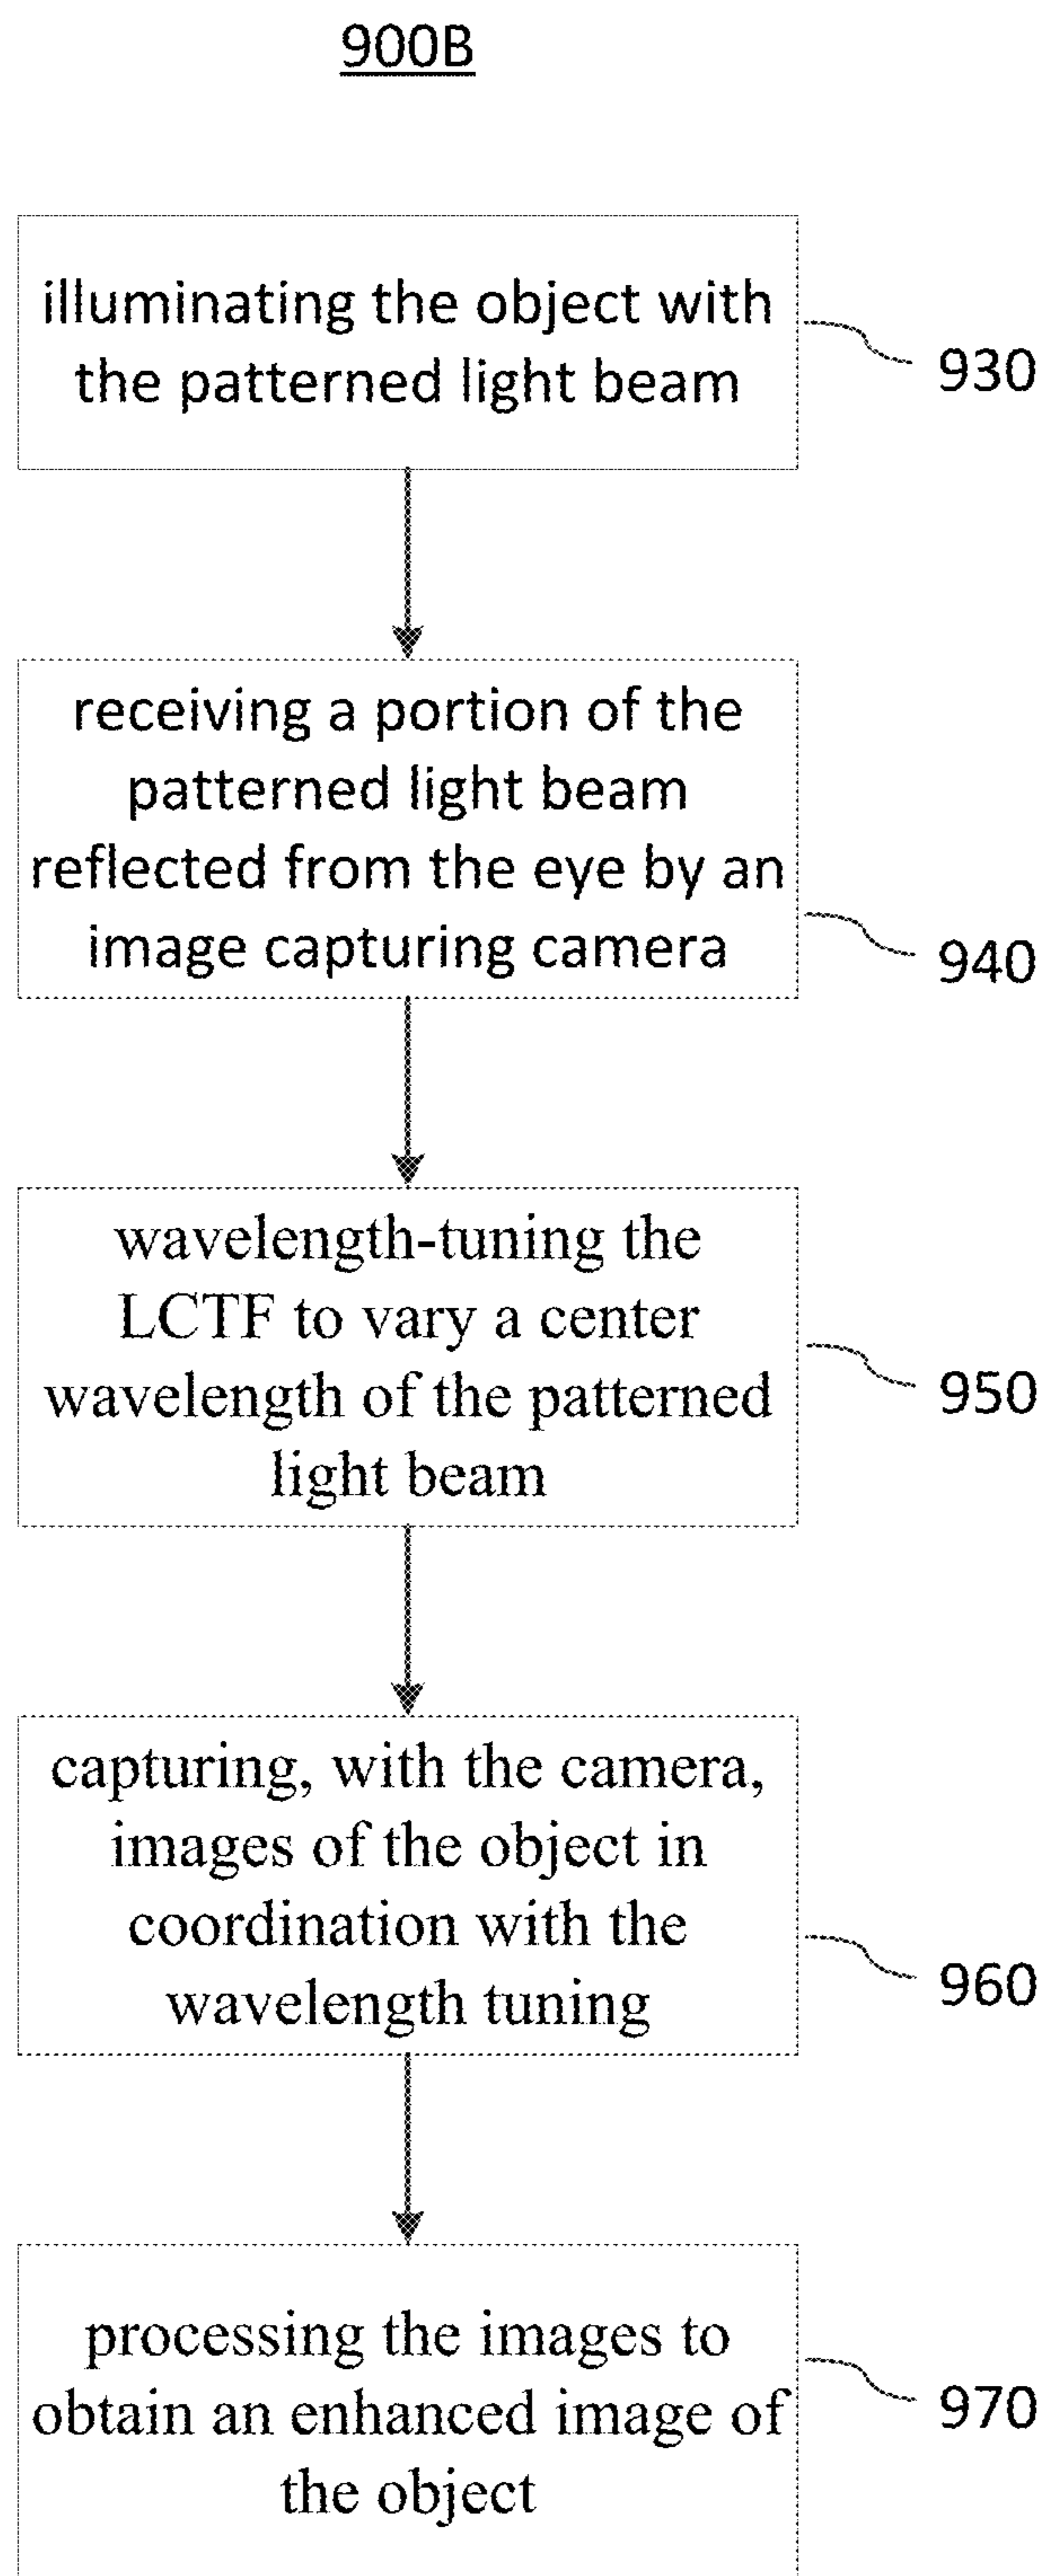 900B
illuminating the object with
the patterned light beam
930
receiving a portion of the
patterned light beam
reflected from the eye by an
image capturing camera
940
wavelength-tuning the
LCTF to vary a center
wavelength of the patterned
light beam
950
capturing, with the camera,
images of the object in
coordination with the
wavelength tuning
960
processing the images to
obtain an enhanced image of
the object
970